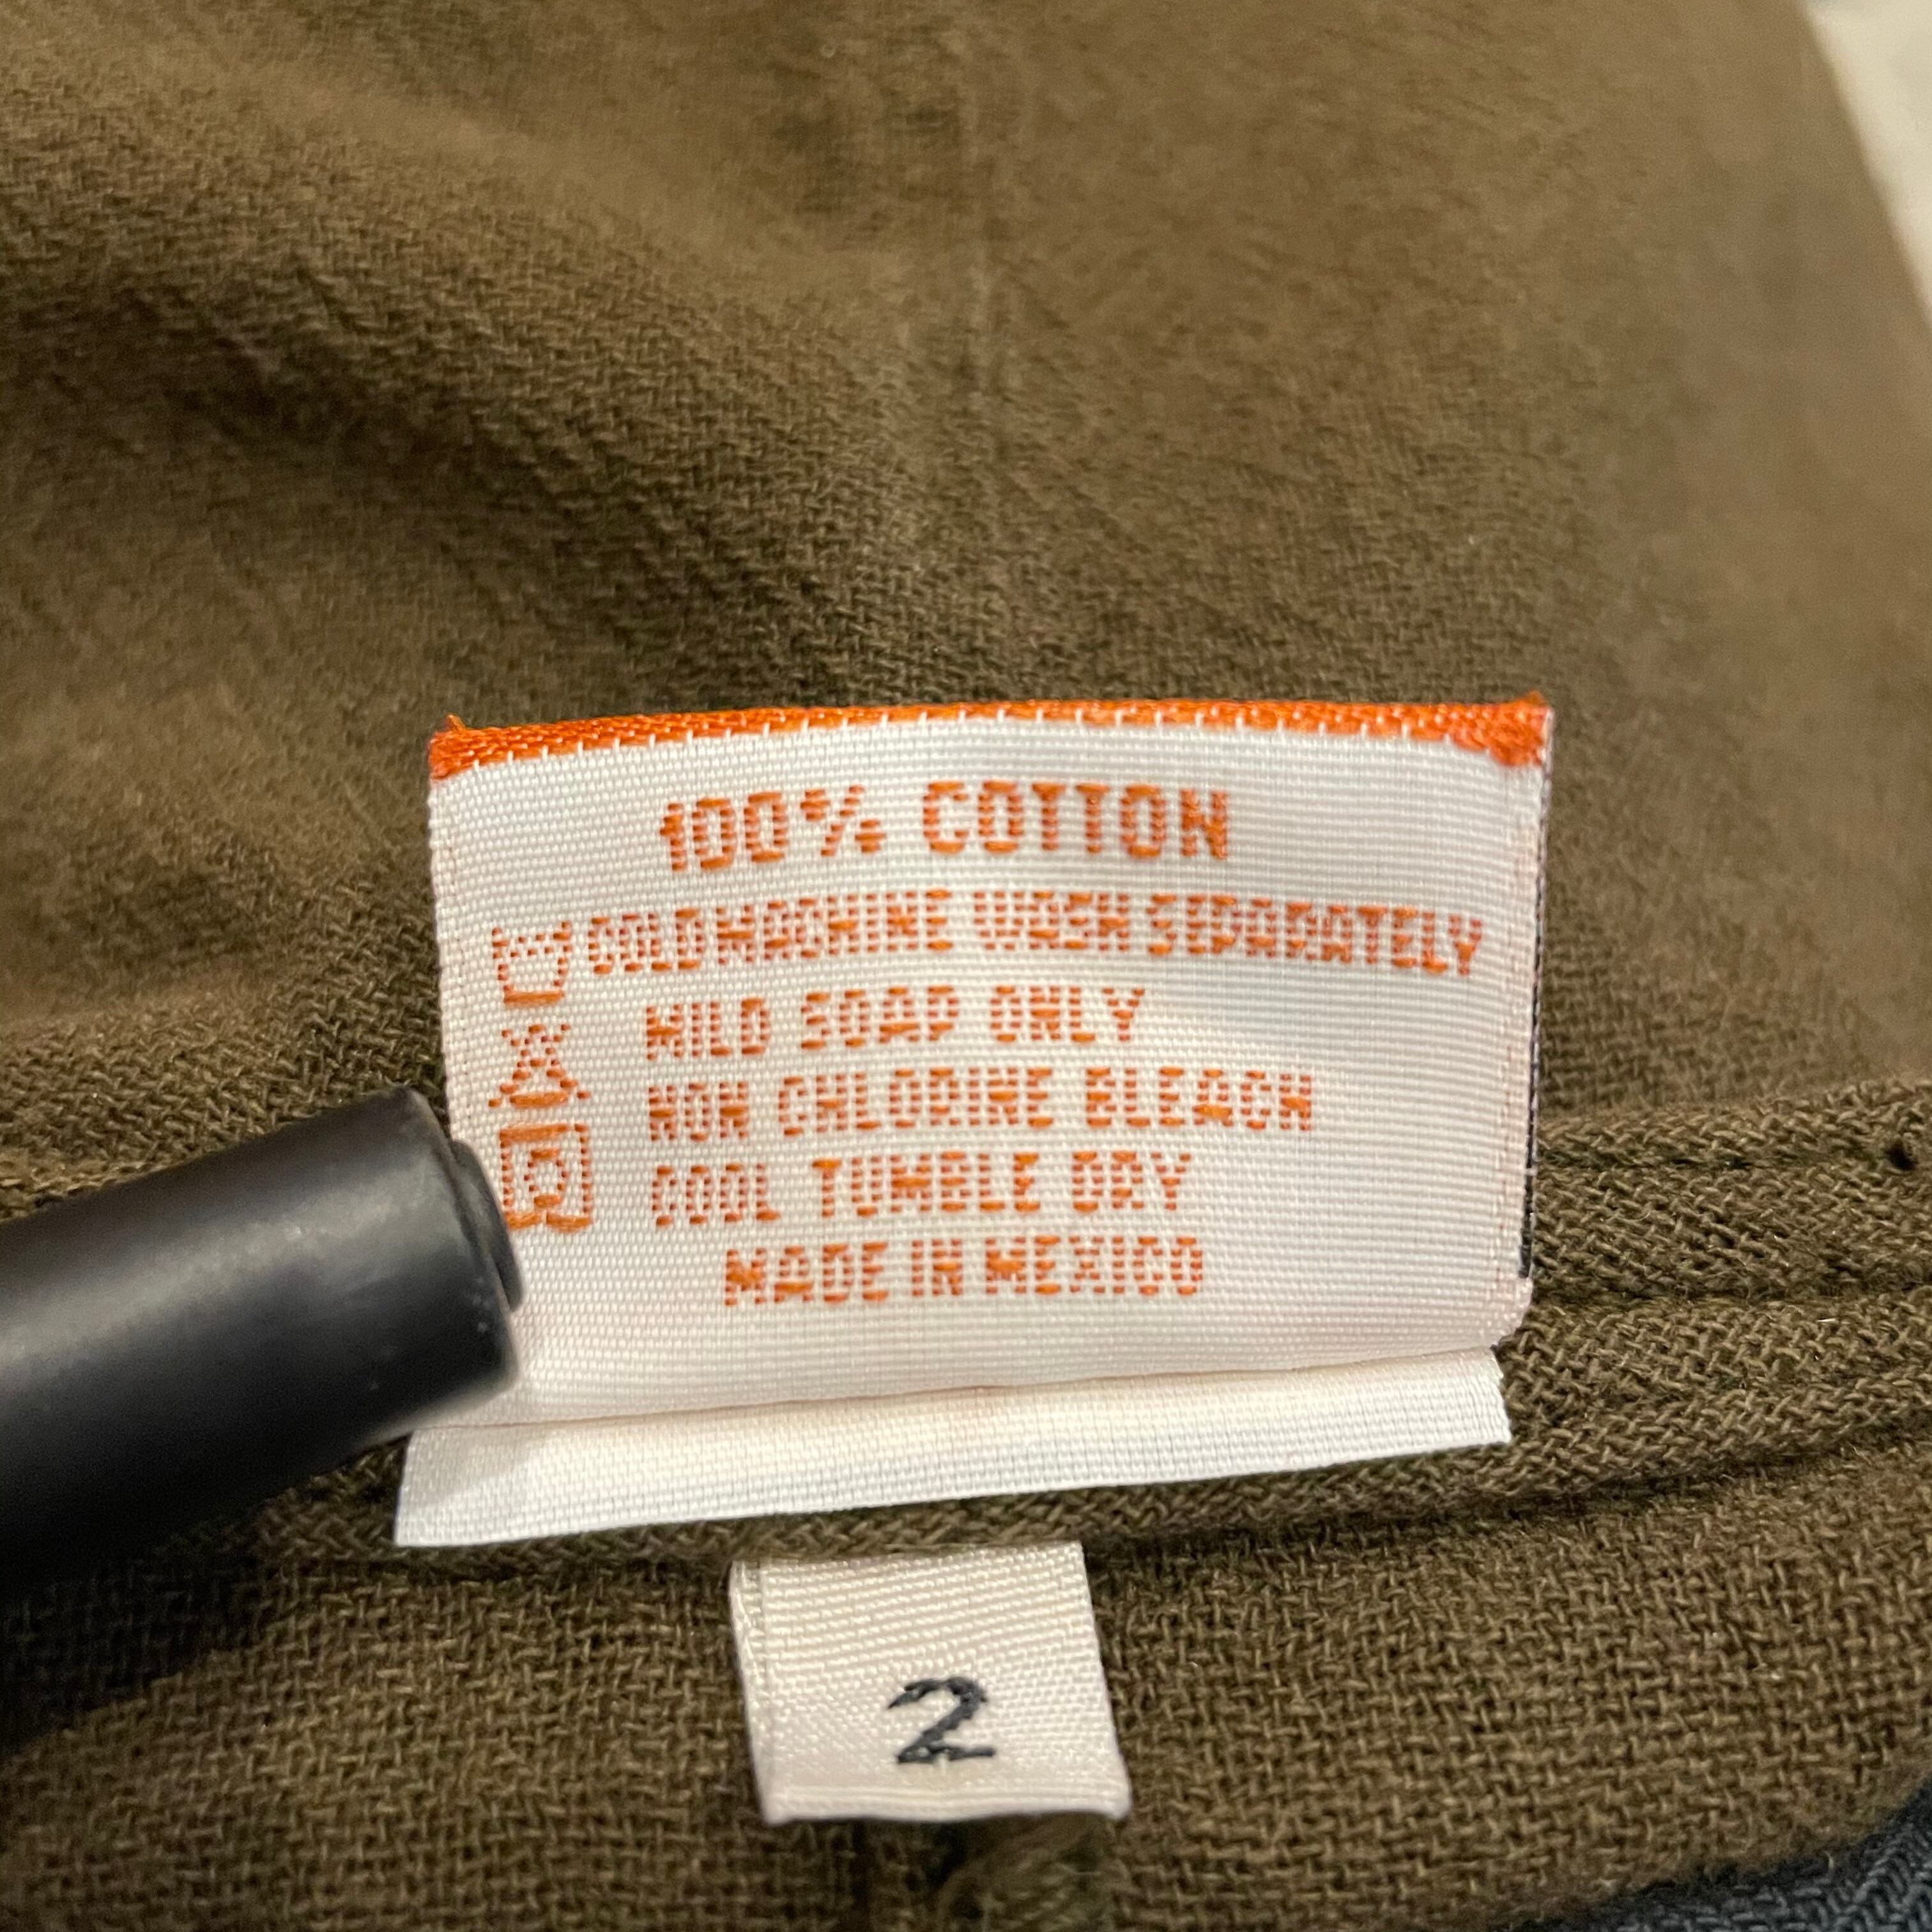 100% COTTON
COLD MACHINE WASH SEPARATELY
MILD SOAP ONLY
NON CHLORINE BLEACH
COOL TUMBLE DRY
MADE IN MEXICO
2